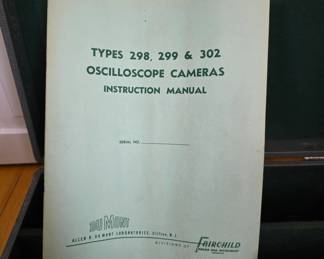 TYPES 298, 299 & 302
OSCILLOSCOPE CAMERAS
INSTRUCTION MANUAL
SERIAL NO.
DU MONT
ALLEN B. DU MONT LABORATORIES, Clifton, N. J.
DIVISIONS OF
FAIRCHILD